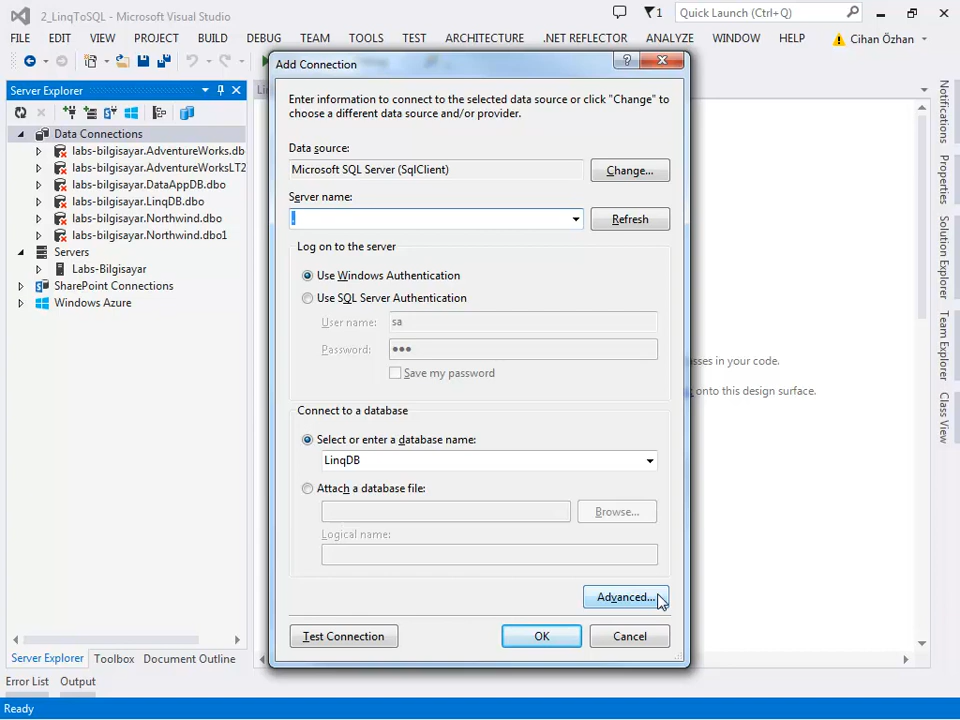 2_LinqToSQL - Microsoft Visual Studio
1
Quick Launch (Ctrl+Q)
FILE EDIT VIEW PROJECT BUILD DEBUG TEAM TOOLS TEST ARCHITECTURE .NET REFLECTOR ANALYZE WINDOW HELP Cihan Özhan
Server Explorer
Data Connections
labs-bilgisayar.AdventureWorks.db
labs-bilgisayar.AdventureWorksLT2
labs-bilgisayar.DataAppDB.dbo
labs-bilgisayar.LinqDB.dbo
labs-bilgisayar.Northwind.dbo
labs-bilgisayar.Northwind.dbo1
Servers
Labs-Bilgisayar
SharePoint Connections
Windows Azure
Server Explorer Toolbox Document Outline
Error List Output
Ready
Add Connection
Enter information to connect to the selected data source or click "Change" to
choose a different data source and/or provider.
Data source:
Microsoft SQL Server (SqlClient)
Change...
Server name:
.
Refresh
Log on to the server
Use Windows Authentication
Use SQL Server Authentication
User name: sa
Password: •••
Save my password
Connect to a database
Select or enter a database name:
LinqDB
Attach a database file:
Browse...
Logical name:
Advanced...
Test Connection OK Cancel
in your code.
onto this design surface.
Notifications
Properties
Solution Explorer
Team Explorer
Class View